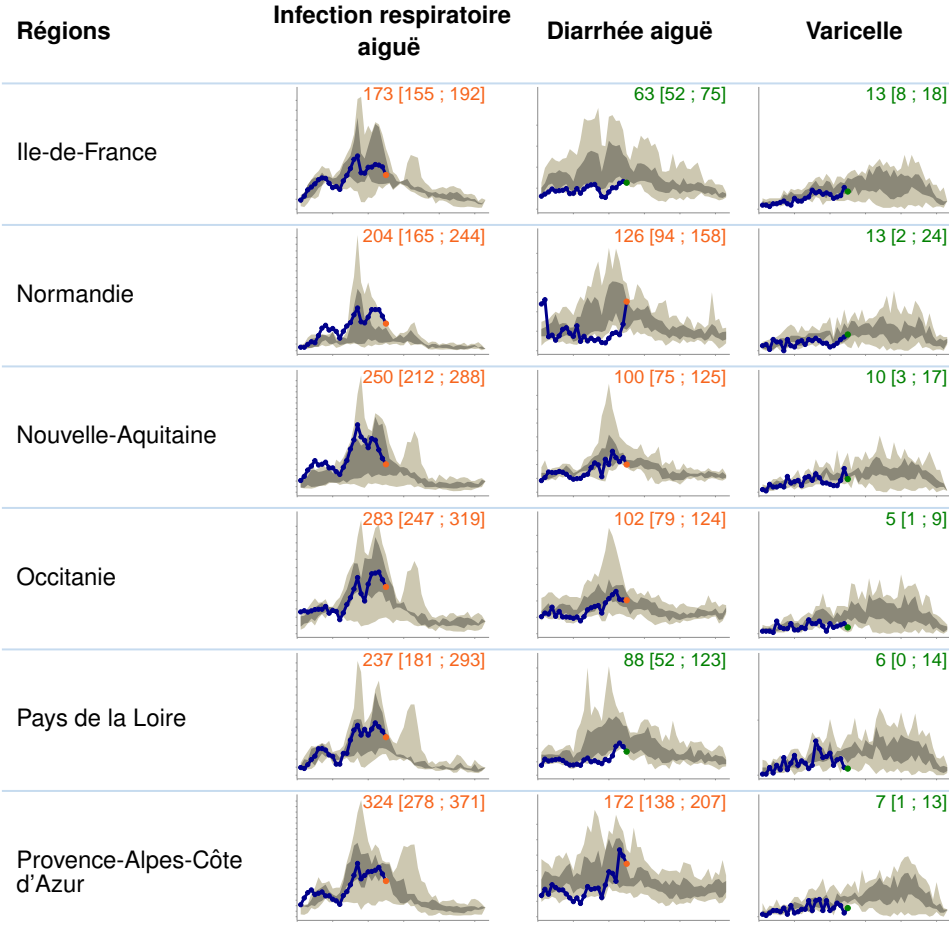 Régions
Infection respiratoire
aiguë
Diarrhée aiguë
Varicelle
Ile-de-France
173 [155 ; 192]
63 [52 ; 75]
13 [8 ; 18]
Normandie
204 [165 ; 244]
126 [94 ; 158]
13 [2 ; 24]
Nouvelle-Aquitaine
250 [212 ; 288]
100 [75 ; 125]
10 [3 ; 17]
Occitanie
283 [247 ; 319]
102 [79 ; 124]
5 [1 ; 9]
Pays de la Loire
237 [181 ; 293]
88 [52 ; 123]
6 [0 ; 14]
Provence-Alpes-Côte
d'Azur
324 [278 ; 371]
172 [138 ; 207]
7 [1 ; 13]